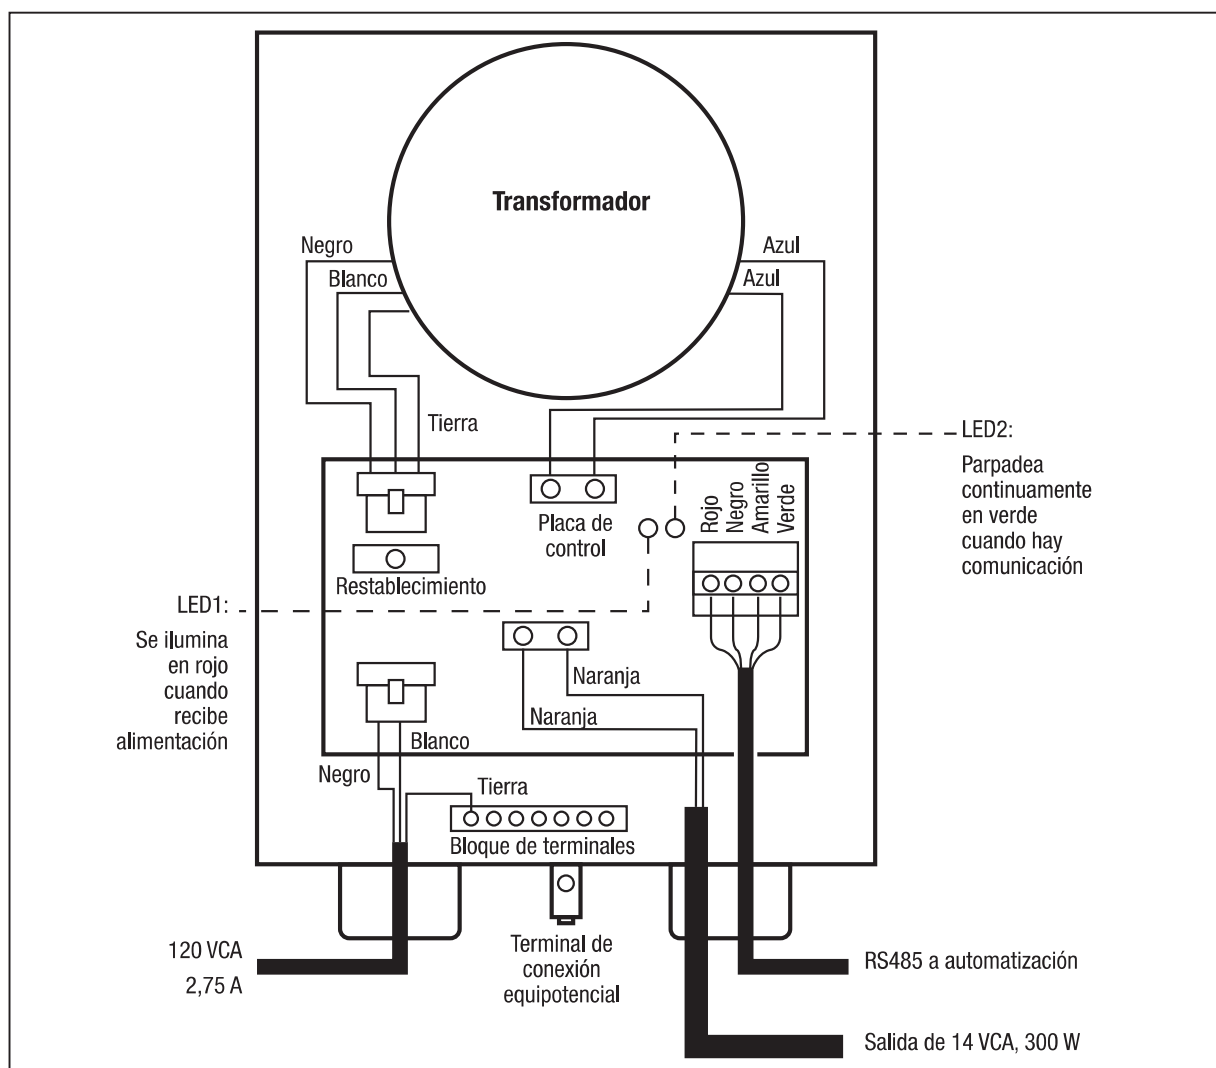 Transformador
Negro
Blanco
Azul
Azul
Tierra
LED2:
Parpadea
continuamente
en verde
cuando hay
comunicación
Placa de
control
Rojo
Negro
Amarillo
Verde
Restablecimiento
LED1:
Se ilumina
en rojo
cuando
recibe
alimentación
Naranja
Naranja
Blanco
Negro
Tierra
Bloque de terminales
120 VCA
2,75 A
Terminal de
conexión
equipotencial
RS485 a automatización
Salida de 14 VCA, 300 W